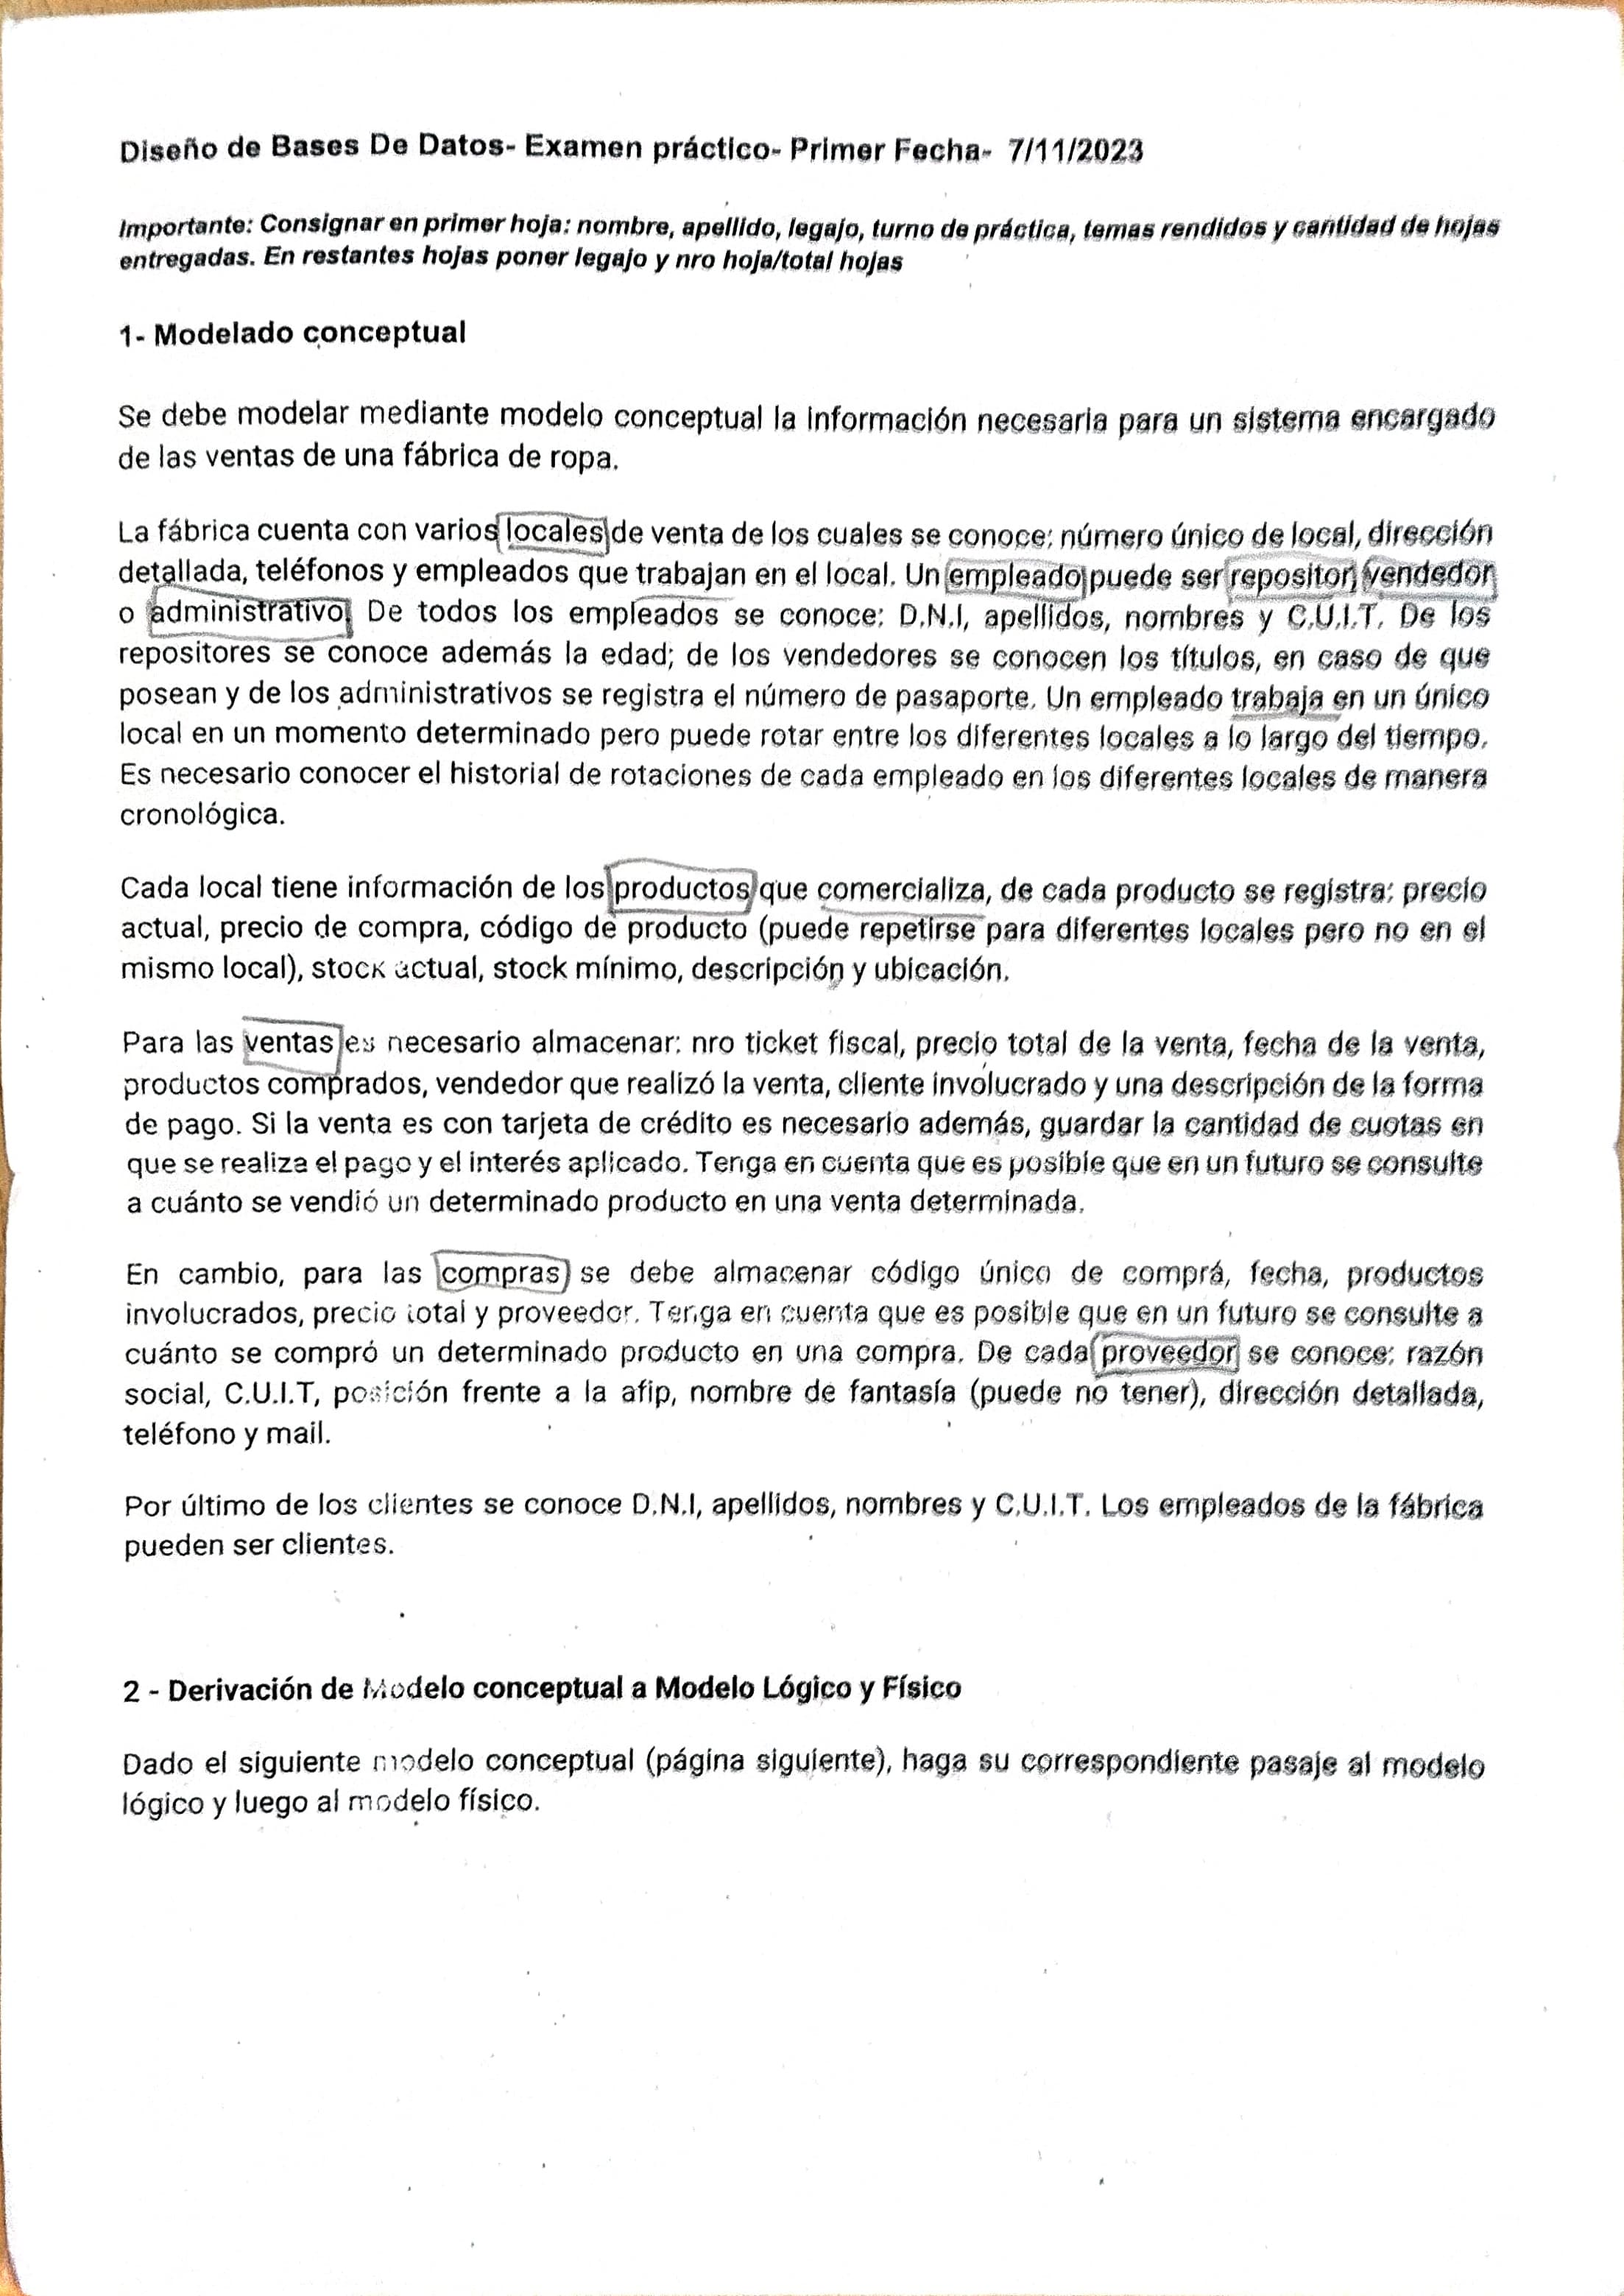 Diseño de Bases De Datos- Examen práctico- Primer Fecha- 7/11/2023
Importante: Consignar en primer hoja: nombre, apellido, legajo, turno de práctica, temas rendidos y cantidad de hojas
entregadas. En restantes hojas poner legajo y nro hoja/total hojas
1- Modelado conceptual
Se debe modelar mediante modelo conceptual la información necesaria para un sistema encargado
de las ventas de una fábrica de ropa.
La fábrica cuenta con varios locales de venta de los cuales se conoce: número único de local, dirección
detallada, teléfonos y empleados que trabajan en el local. Un empleado puede ser repositor, vendedor
o administrativo. De todos los empleados se conoce: D.N.I, apellidos, nombres y C.U.I.T. De los
repositores se conoce además la edad; de los vendedores se conocen los títulos, en caso de que
posean y de los administrativos se registra el número de pasaporte. Un empleado trabaja en un único
local en un momento determinado pero puede rotar entre los diferentes locales a lo largo del tiempo.
Es necesario conocer el historial de rotaciones de cada empleado en los diferentes locales de manera
cronológica.
Cada local tiene información de los productos que comercializa, de cada producto se registra: precio
actual, precio de compra, código de producto (puede repetirse para diferentes locales pero no en el
mismo local), stock actual, stock mínimo, descripción y ubicación.
Para las ventas es necesario almacenar: nro ticket fiscal, precio total de la venta, fecha de la venta,
productos comprados, vendedor que realizó la venta, cliente involucrado y una descripción de la forma
de pago. Si la venta es con tarjeta de crédito es necesario además, guardar la cantidad de cuotas en
que se realiza el pago y el interés aplicado. Tenga en cuenta que es posible que en un futuro se consulte
a cuánto se vendió un determinado producto en una venta determinada.
En cambio, para las compras se debe almacenar código único de comprá, fecha, productos
involucrados, precio total y proveedor. Tenga en cuenta que es posible que en un futuro se consulte a
cuánto se compró un determinado producto en una compra. De cada proveedor se conoce: razón
social, C.U.I.T, posición frente a la afip, nombre de fantasía (puede no tener), dirección detallada,
teléfono y mail.
Por último de los clientes se conoce D.N.I, apellidos, nombres y C.U.I.T. Los empleados de la fábrica
pueden ser clientes.
2 - Derivación de Modelo conceptual a Modelo Lógico y Físico
Dado el siguiente modelo conceptual (página siguiente), haga su correspondiente pasaje al modelo
lógico y luego al modelo físico.